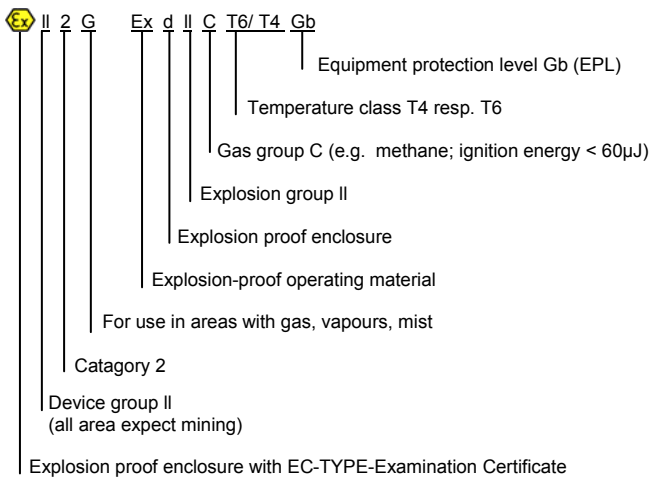 Ex II 2 G Ex d II C T6/ T4 Gb
Equipment protection level Gb (EPL)
Temperature class T4 resp. T6
Gas group C (e.g. methane; ignition energy < 60µJ)
Explosion group II
Explosion proof enclosure
Explosion-proof operating material
For use in areas with gas, vapours, mist
Catagory 2
Device group II
(all area expect mining)
Explosion proof enclosure with EC-TYPE-Examination Certificate